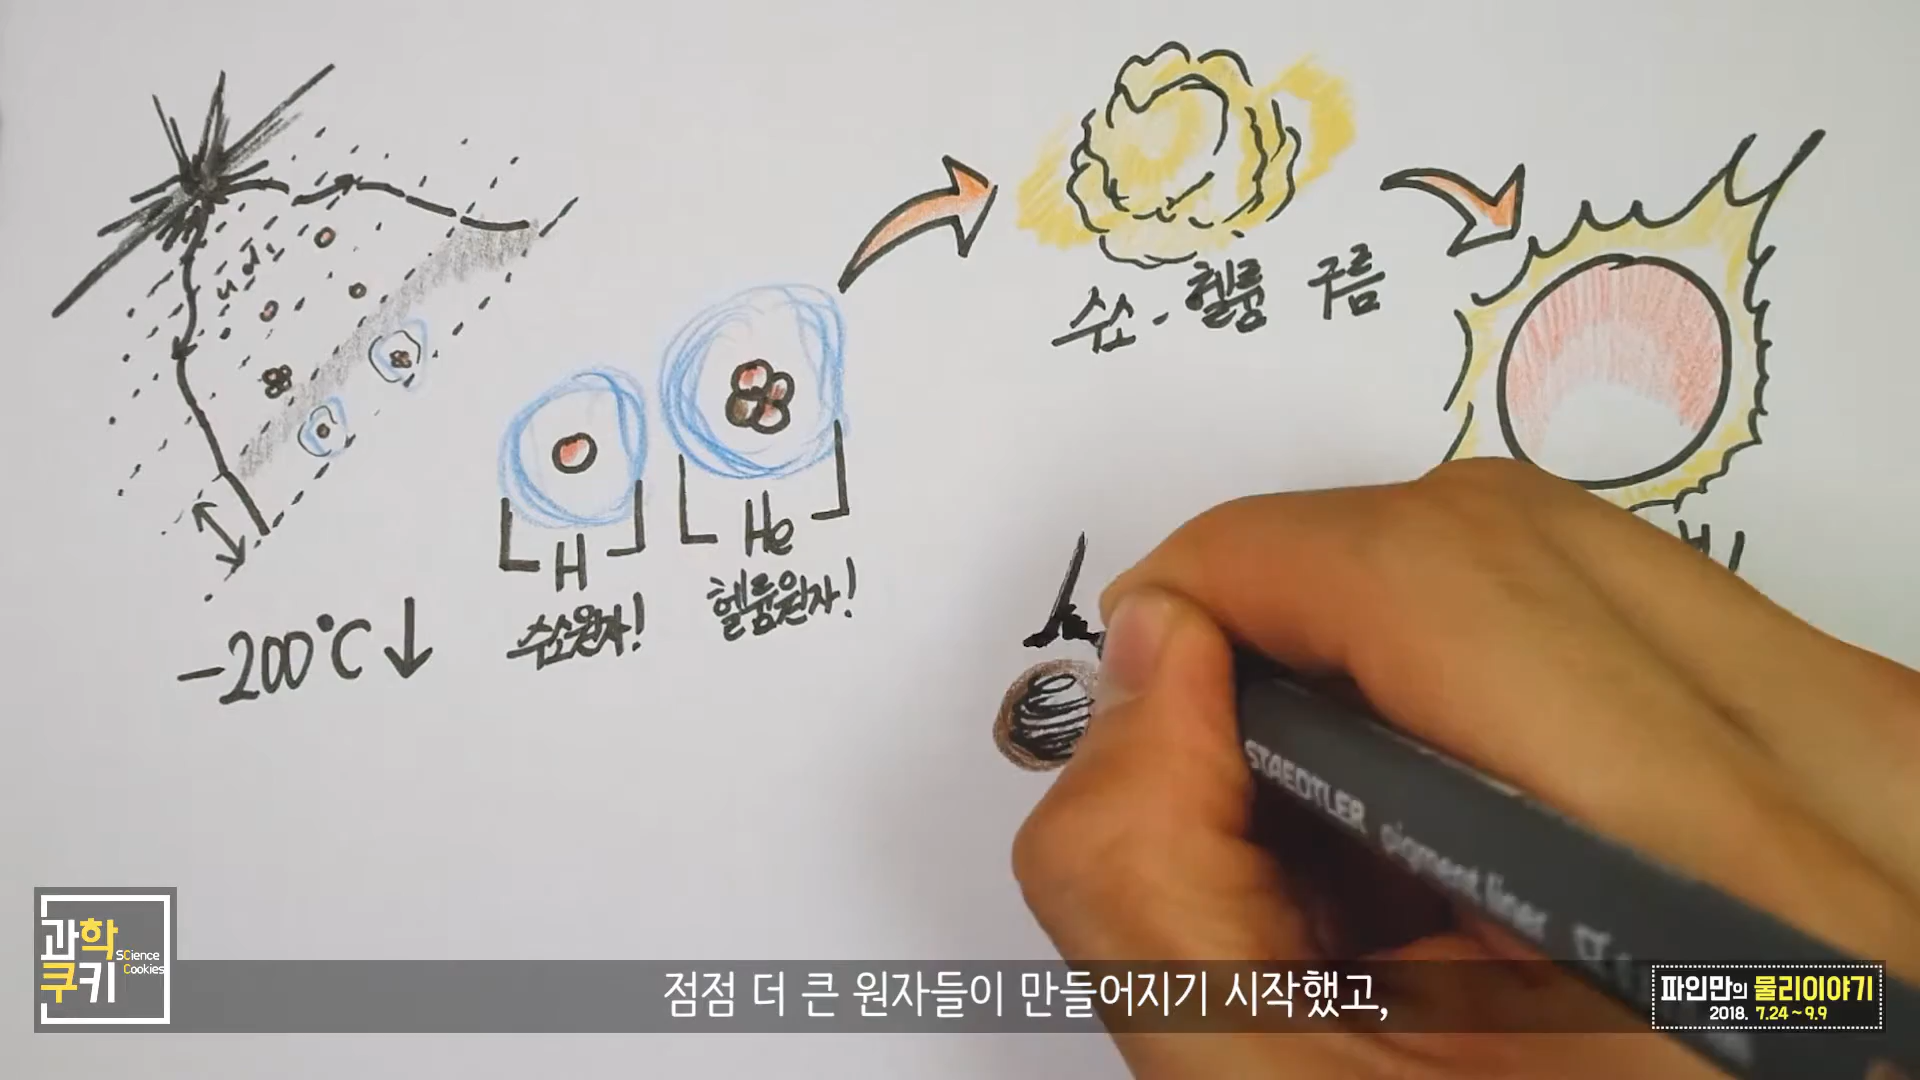 수소-헬륨 구름
H
He
수소원자!
헬륨원자!
-200°C↓
STAEDTLER pigment liner
과학
쿠키
Science
Cookies
점점 더 큰 원자들이 만들어지기 시작했고,
파인만의 물리이야기
2018. 7.24 ~ 9.9